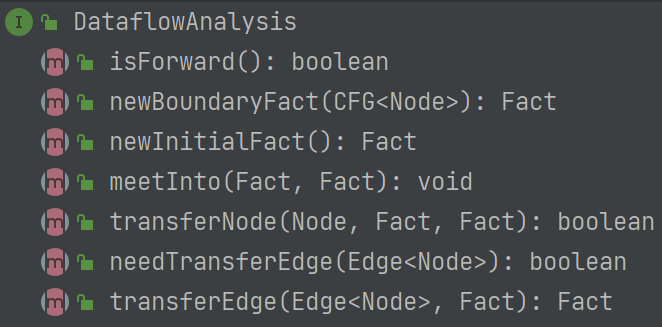 I DataflowAnalysis
m isForward(): boolean
m newBoundaryFact(CFG<Node>): Fact
m newInitialFact(): Fact
m meetInto(Fact, Fact): void
m transferNode(Node, Fact, Fact): boolean
m needTransferEdge(Edge<Node>): boolean
m transferEdge(Edge<Node>, Fact): Fact